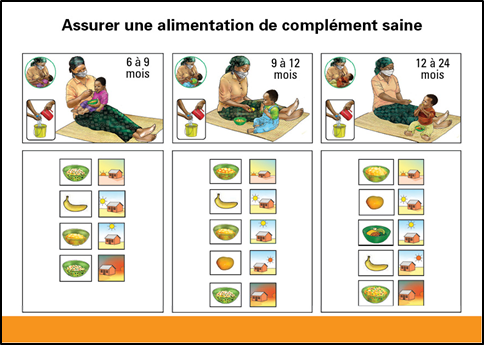 Assurer une alimentation de complément saine
6 à 9
mois
9 à 12
mois
12 à 24
mois